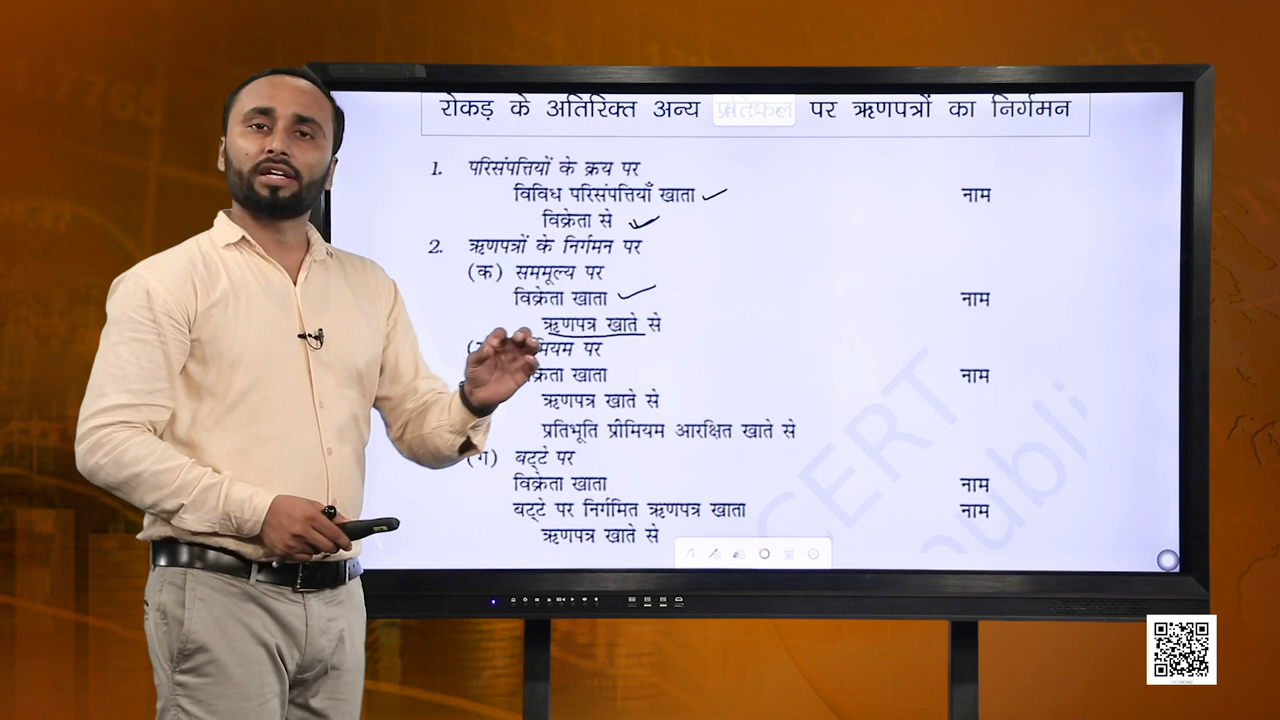 रोकड़ के अतिरिक्त अन्य प्रतिफल पर ऋणपत्रों का निर्गमन
1. परिसंपत्तियों के क्रय पर
विविध परिसंपत्तियाँ खाता नाम
विक्रेता से
2. ऋणपत्रों के निर्गमन पर
(क) सममूल्य पर
विक्रेता खाता नाम
ऋणपत्र खाते से
पर
खाता नाम
ऋणपत्र खाते से
प्रतिभूति प्रीमियम आरक्षित खाते से
(ग) बट्टे पर
विक्रेता खाता नाम
बट्टे पर निर्गमित ऋणपत्र खाता नाम
ऋणपत्र खाते से